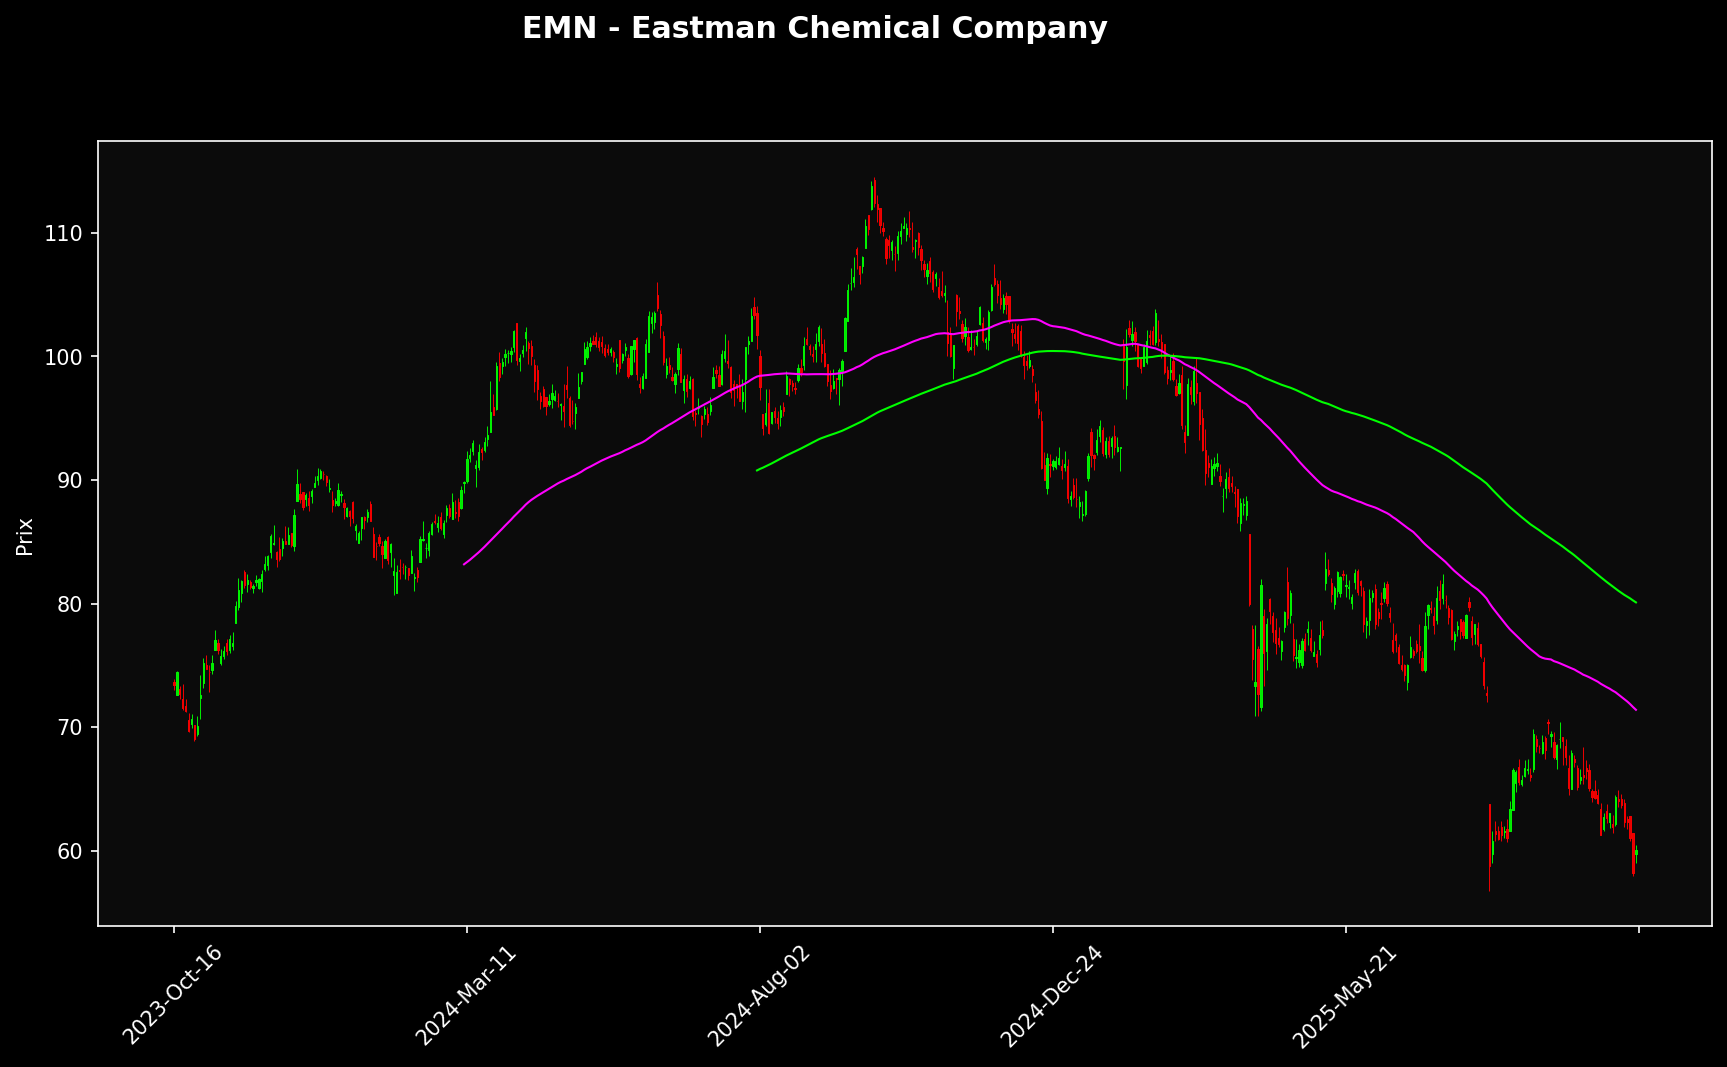 EMN - Eastman Chemical Company
Prix
110
100
90
80
70
60
2023-Oct-16
2024-Mar-11
2024-Aug-02
2024-Dec-24
2025-May-21